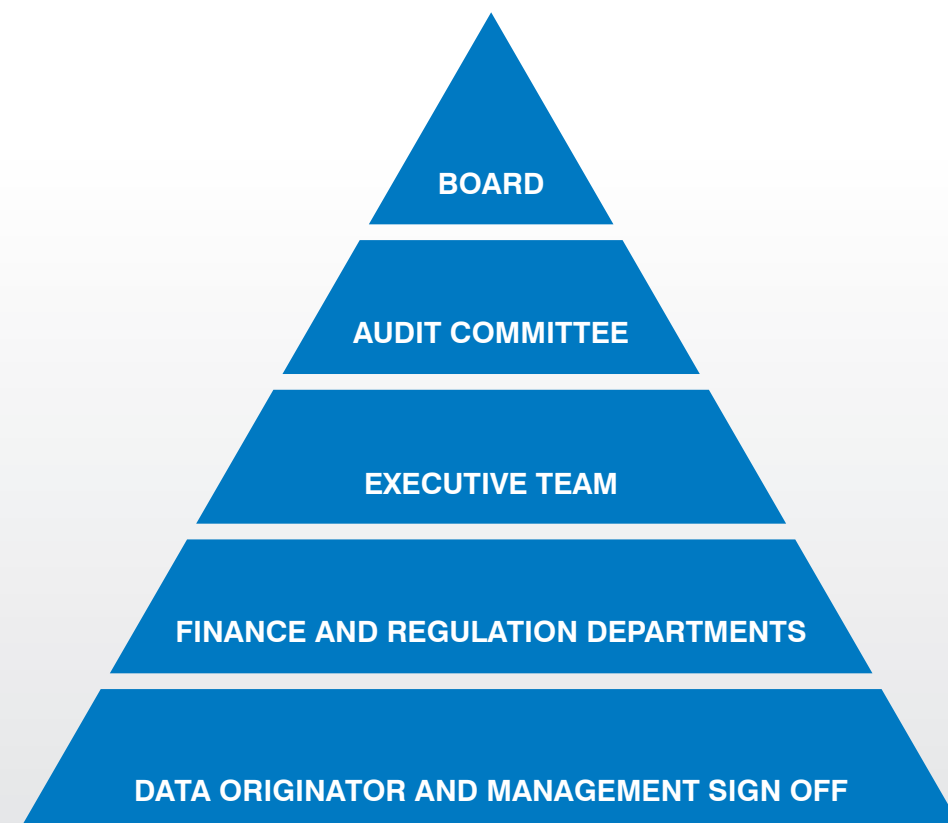 BOARD
AUDIT COMMITTEE
EXECUTIVE TEAM
FINANCE AND REGULATION DEPARTMENTS
DATA ORIGINATOR AND MANAGEMENT SIGN OFF